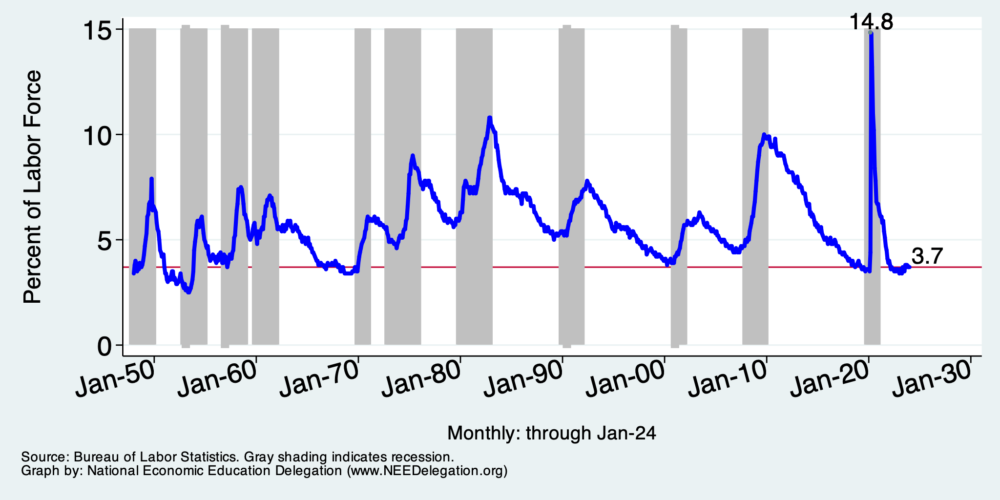 14.8
15
10
5
0
Percent of Labor Force
3.7
Jan-50
Jan-60
Jan-70
Jan-80
Jan-90
Jan-00
Jan-10
Jan-20
Jan-30
Monthly: through Jan-24
Source: Bureau of Labor Statistics. Gray shading indicates recession.
Graph by: National Economic Education Delegation (www.NEEDelegation.org)